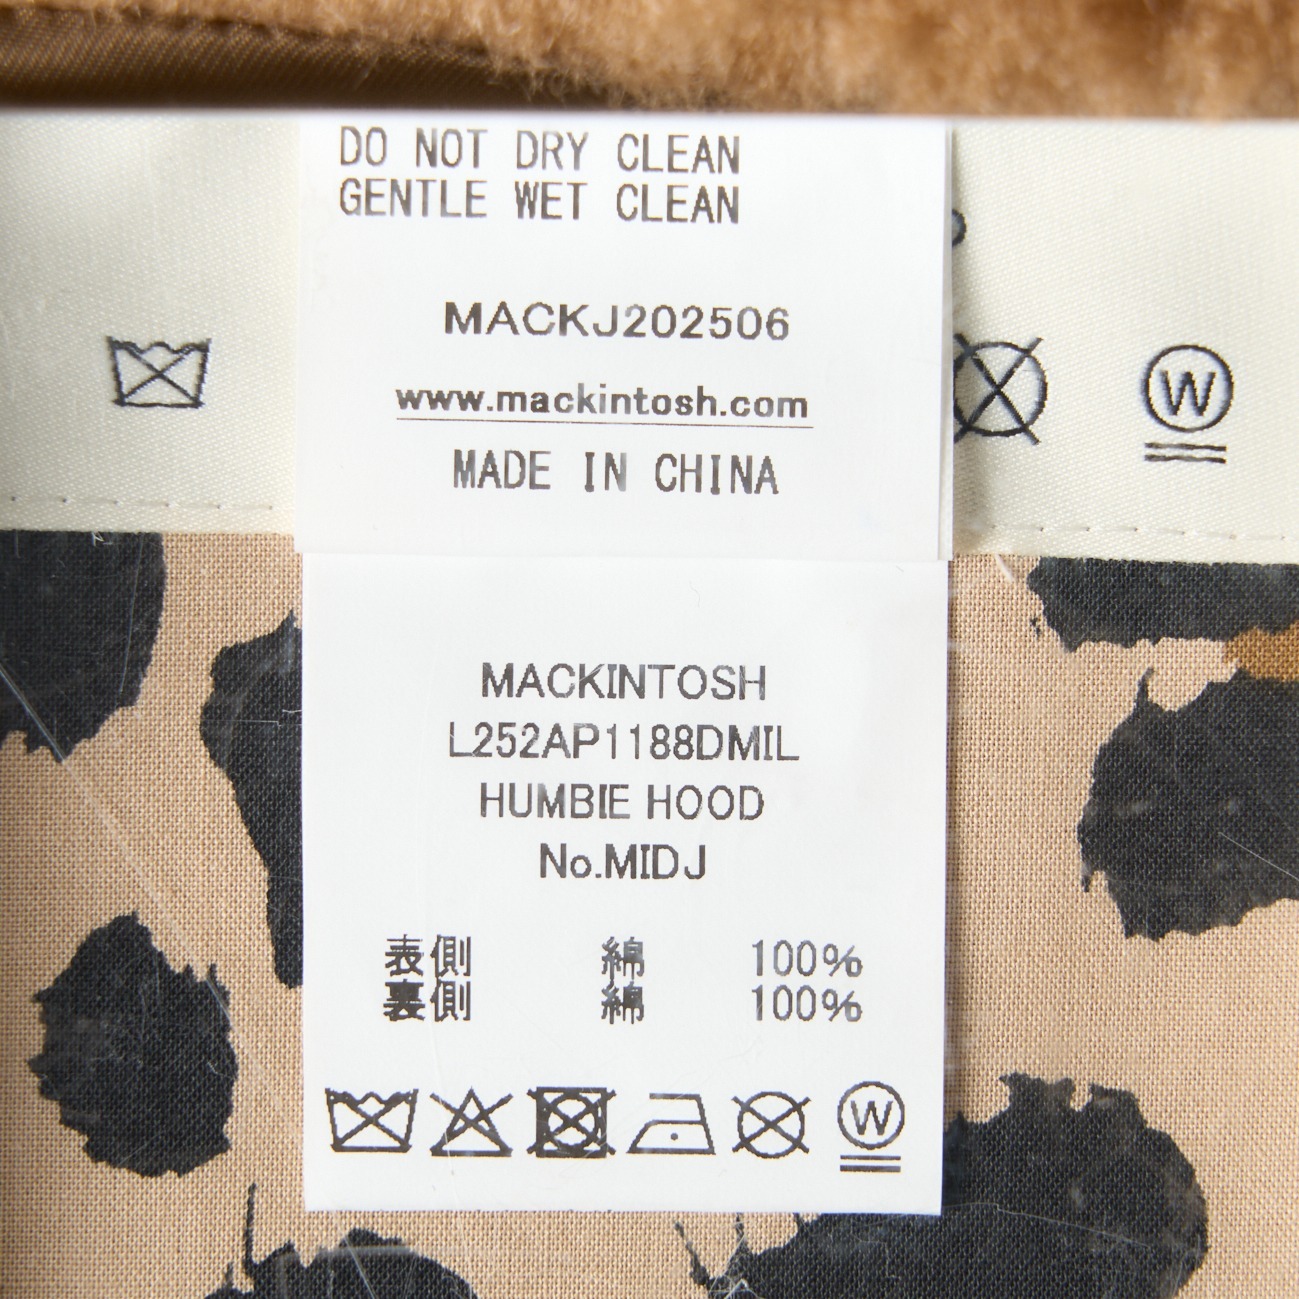 DO NOT DRY CLEAN
GENTLE WET CLEAN
MACKJ202506
www.mackintosh.com
MADE IN CHINA
W
MACKINTOSH
L252AP1188DMIL
HUMBIE HOOD
No.MIDJ
表側 綿 100%
裏側 綿 100%
W